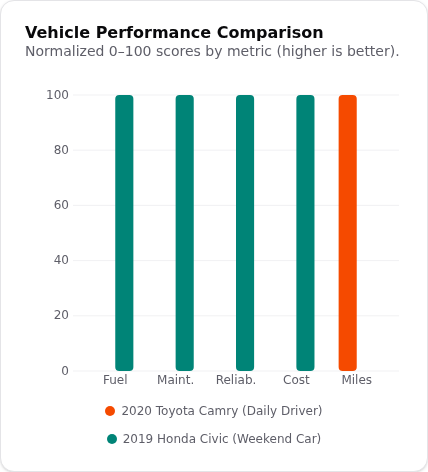 Vehicle Performance Comparison
Normalized 0–100 scores by metric (higher is better).
100
80
60
40
20
0
Fuel Maint. Reliab. Cost Miles
2020 Toyota Camry (Daily Driver)
2019 Honda Civic (Weekend Car)